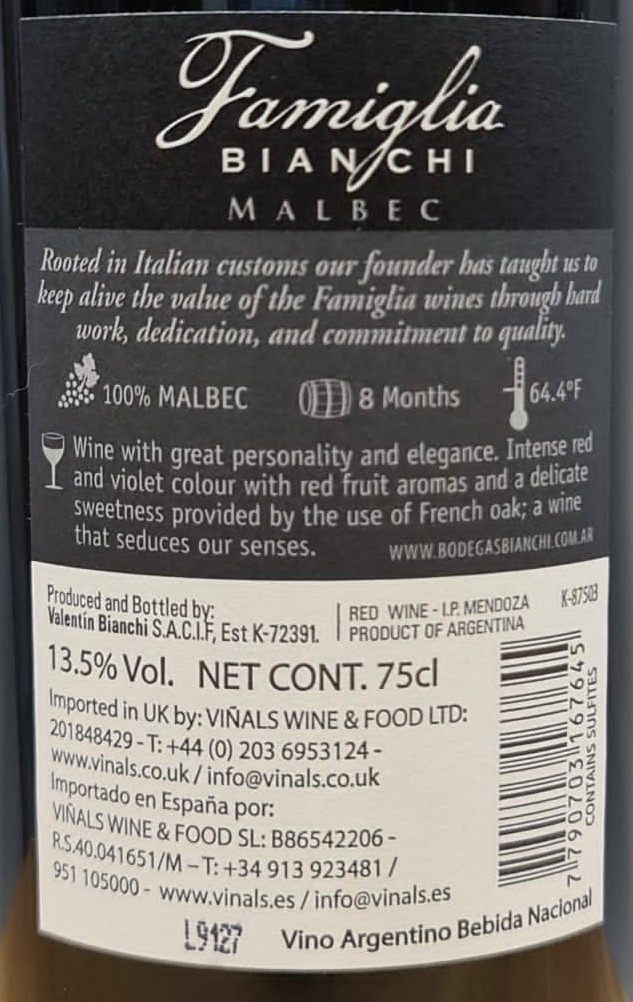 Famiglia
BIANCHI
MALBEC
Rooted in Italian customs our founder has taught us to
keep alive the value of the Famiglia wines through hard
work, dedication, and commitment to quality.
100% MALBEC 8 Months 64.4°F
Wine with great personality and elegance. Intense red
and violet colour with red fruit aromas and a delicate
sweetness provided by the use of French oak; a wine
that seduces our senses.
WWW.BODEGASBIANCHI.COM.AR
Produced and Bottled by:
Valentín Bianchi S.A.C.I.F, Est K-72391.
RED WINE - I.P. MENDOZA
PRODUCT OF ARGENTINA
K-87503
13.5% Vol. NET CONT. 75cl
Imported in UK by: VIÑALS WINE & FOOD LTD:
201848429 - T: +44 (0) 203 6953124 -
www.vinals.co.uk / info@vinals.co.uk
Importado en España por:
VIÑALS WINE & FOOD SL: B86542206 -
R.S.40.041651/M - T: +34 913 923481 /
951 105000 - www.vinals.es / info@vinals.es
7 790703 167645
CONTAINS SULFITES
L9127
Vino Argentino Bebida Nacional